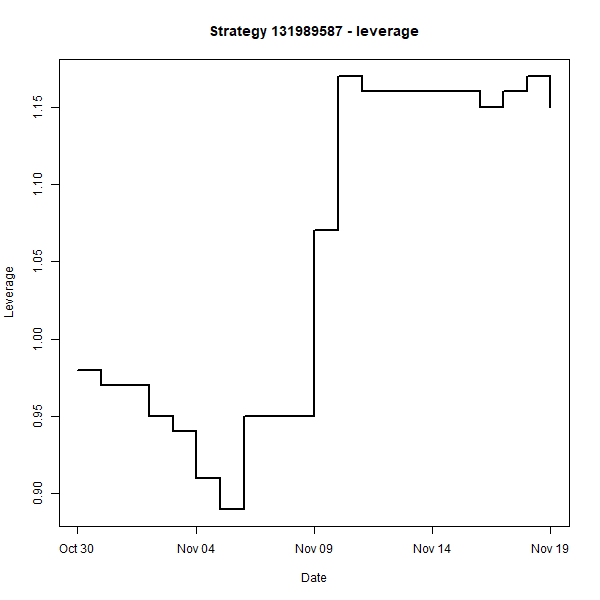 Strategy 131989587 - leverage
Leverage
1.15
1.10
1.05
1.00
0.95
0.90
Oct 30 Nov 04 Nov 09 Nov 14 Nov 19
Date